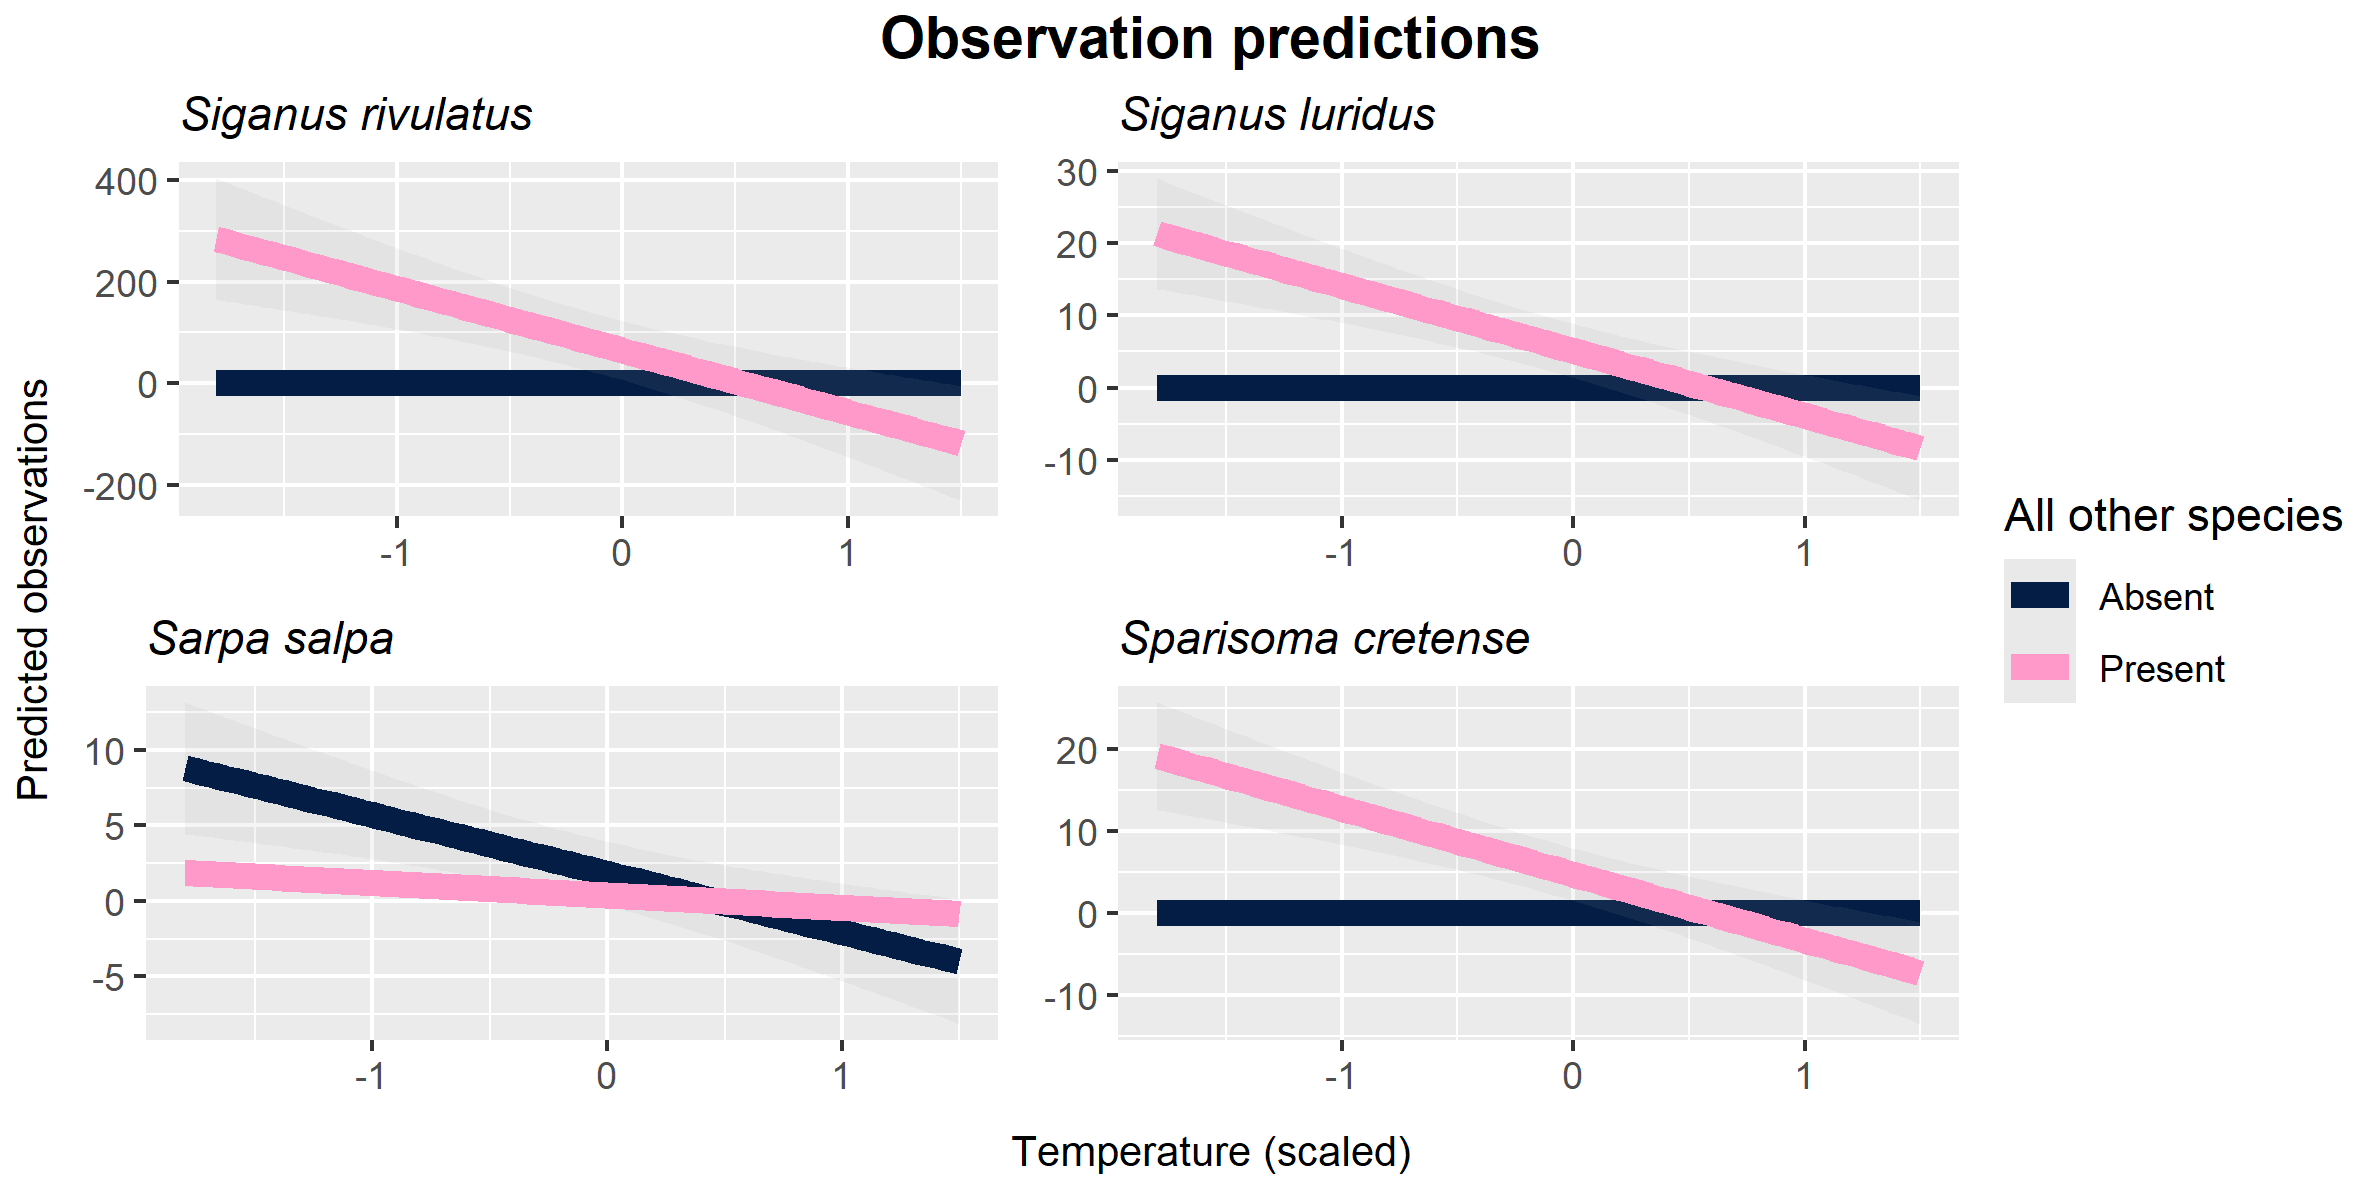 Observation predictions
Siganus rivulatus
400
200
0
-200
-1 0 1
Siganus luridus
30
20
10
0
-10
-1 0 1
Sarpa salpa
10
5
0
-5
-1 0 1
Sparisoma cretense
20
10
0
-10
-1 0 1
Predicted observations
Temperature (scaled)
All other species
Absent
Present